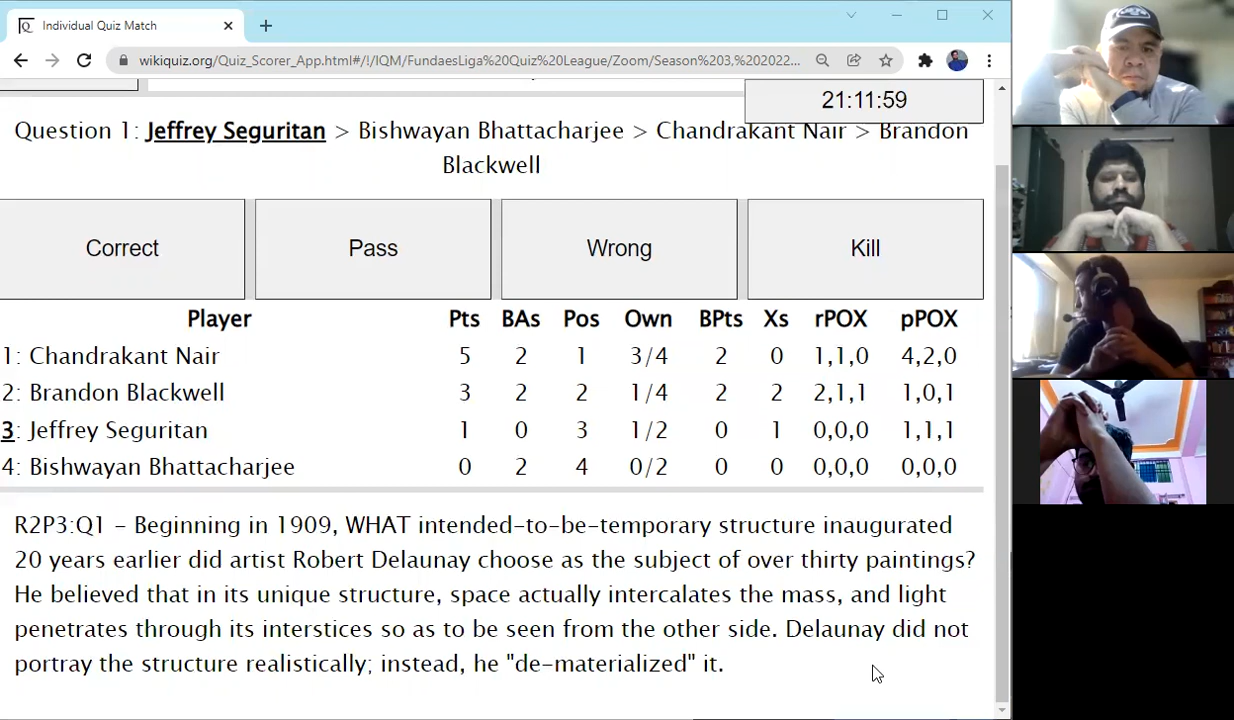 Individual Quiz Match
wikiquiz.org/Quiz_Scorer_App.html#/!/IQM/FundaesLiga%20Quiz%20League/Zoom/Season%203,%202022...
21:11:59
Question 1: Jeffrey Seguritan > Bishwayan Bhattacharjee > Chandrakant Nair > Brandon
Blackwell
Correct Pass Wrong Kill
Player Pts BAs Pos Own BPts Xs rPOX pPOX
1: Chandrakant Nair 5 2 1 3/4 2 0 1,1,0 4,2,0
2: Brandon Blackwell 3 2 2 1/4 2 2 2,1,1 1,0,1
3: Jeffrey Seguritan 1 0 3 1/2 0 1 0,0,0 1,1,1
4: Bishwayan Bhattacharjee 0 2 4 0/2 0 0 0,0,0 0,0,0
R2P3:Q1 - Beginning in 1909, WHAT intended-to-be-temporary structure inaugurated
20 years earlier did artist Robert Delaunay choose as the subject of over thirty paintings?
He believed that in its unique structure, space actually intercalates the mass, and light
penetrates through its interstices so as to be seen from the other side. Delaunay did not
portray the structure realistically; instead, he "de-materialized" it.